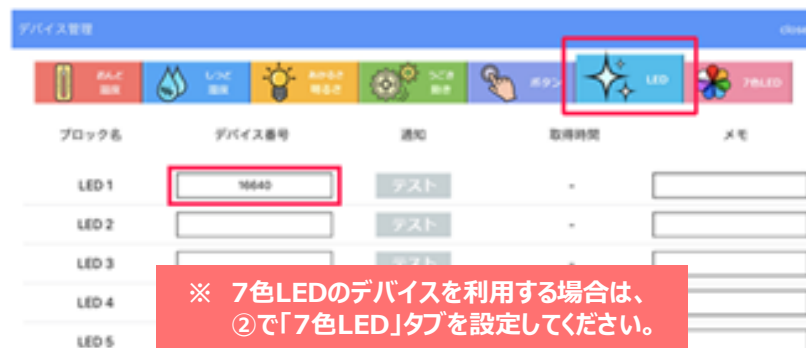 デバイス管理 close
おんど 温度 しつど 湿度 あかるさ 明るさ うごき 動き ボタン LED 7色LED
ブロック名 デバイス番号 通知 取得時間 メモ
LED 1 16640 テスト -
LED 2 テスト -
LED 3 テスト -
LED 4
LED 5
※ 7色LEDのデバイスを利用する場合は、
②で「7色LED」タブを設定してください。